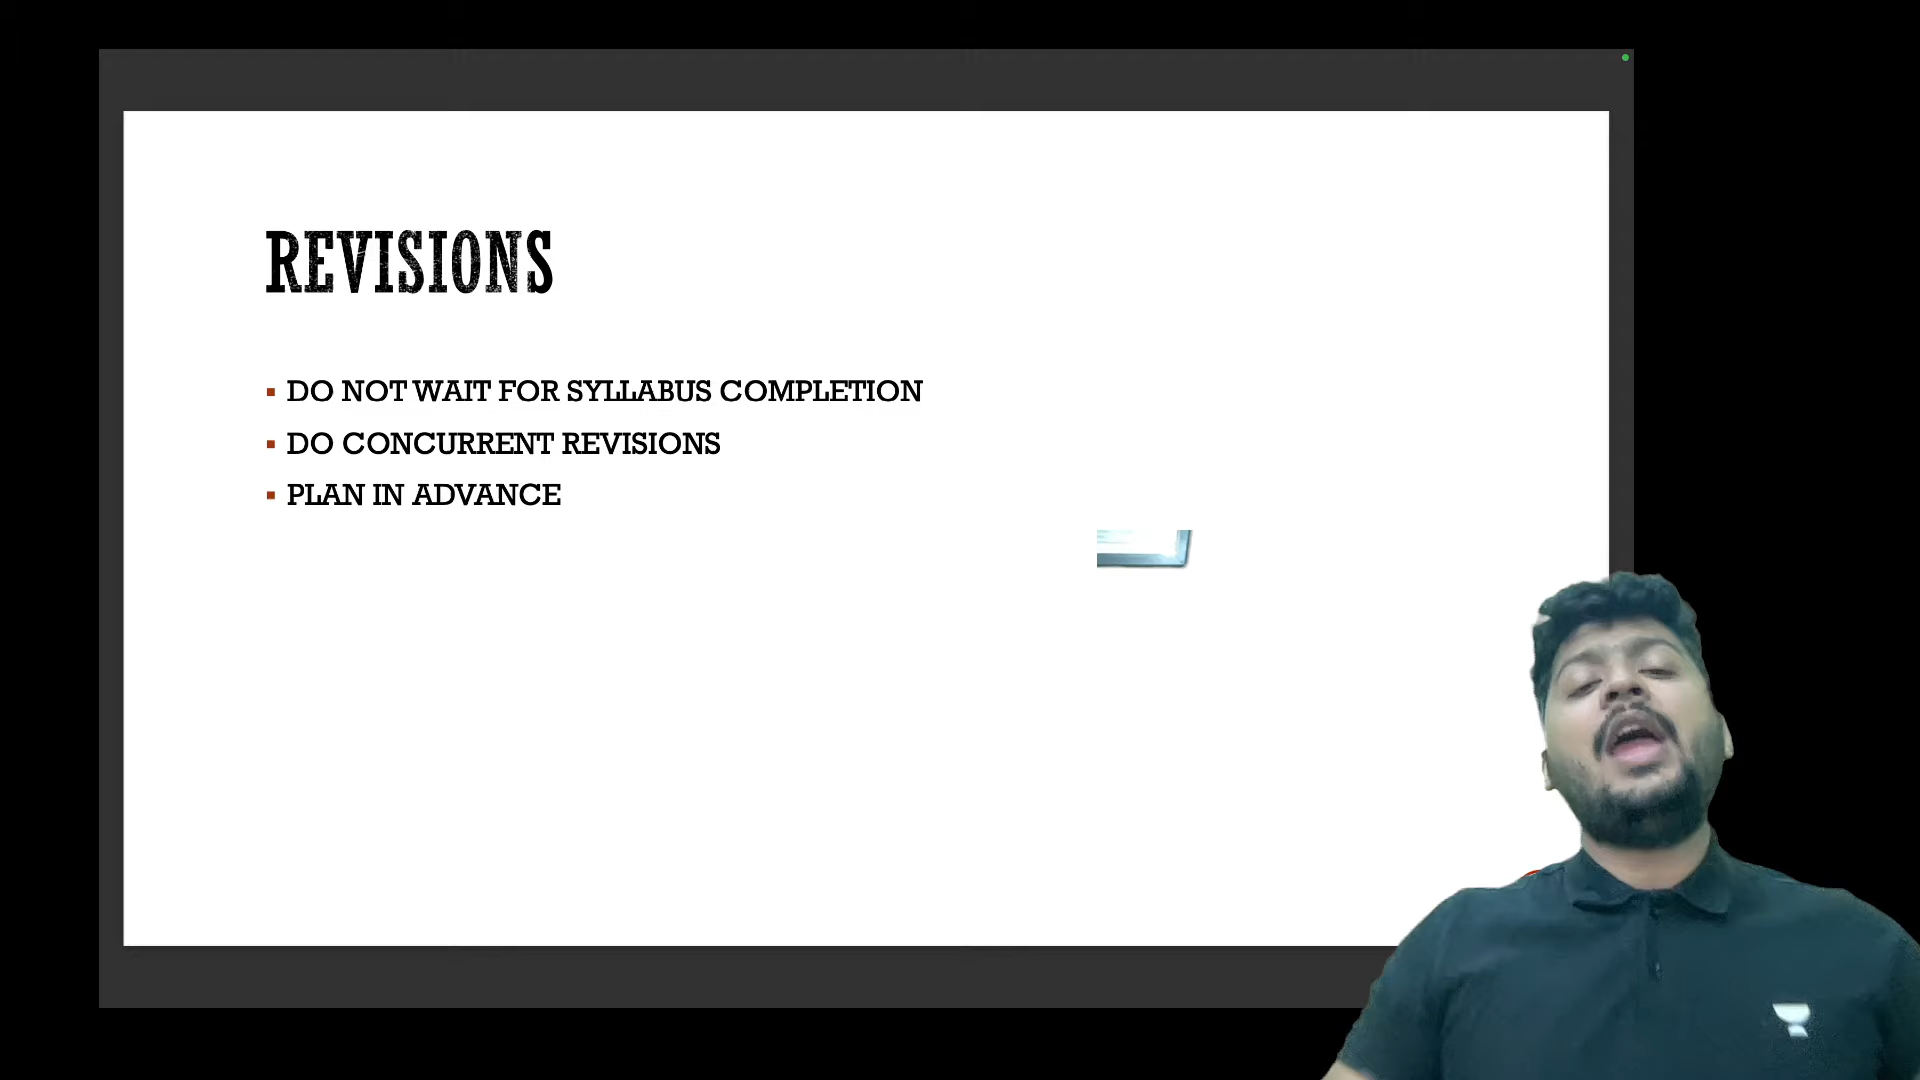 REVISIONS
DO NOT WAIT FOR SYLLABUS COMPLETION
DO CONCURRENT REVISIONS
PLAN IN ADVANCE